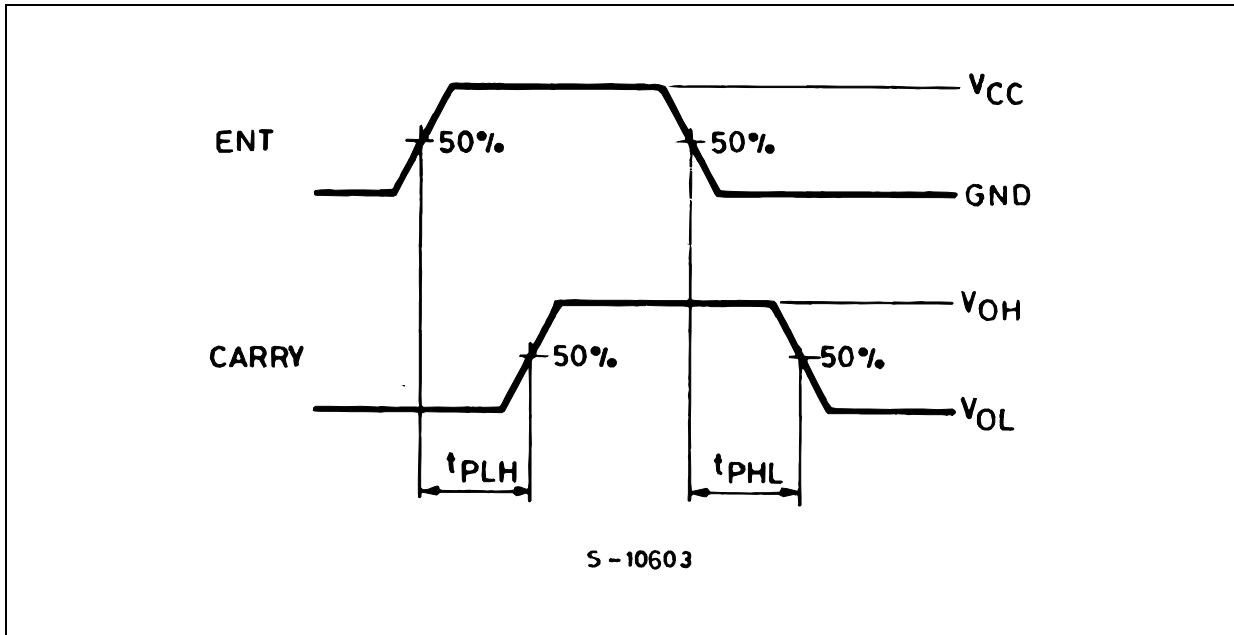 VCC
ENT 50% 50%
GND
VOH
CARRY 50% 50%
VOL
tPLH tPHL
S-10603